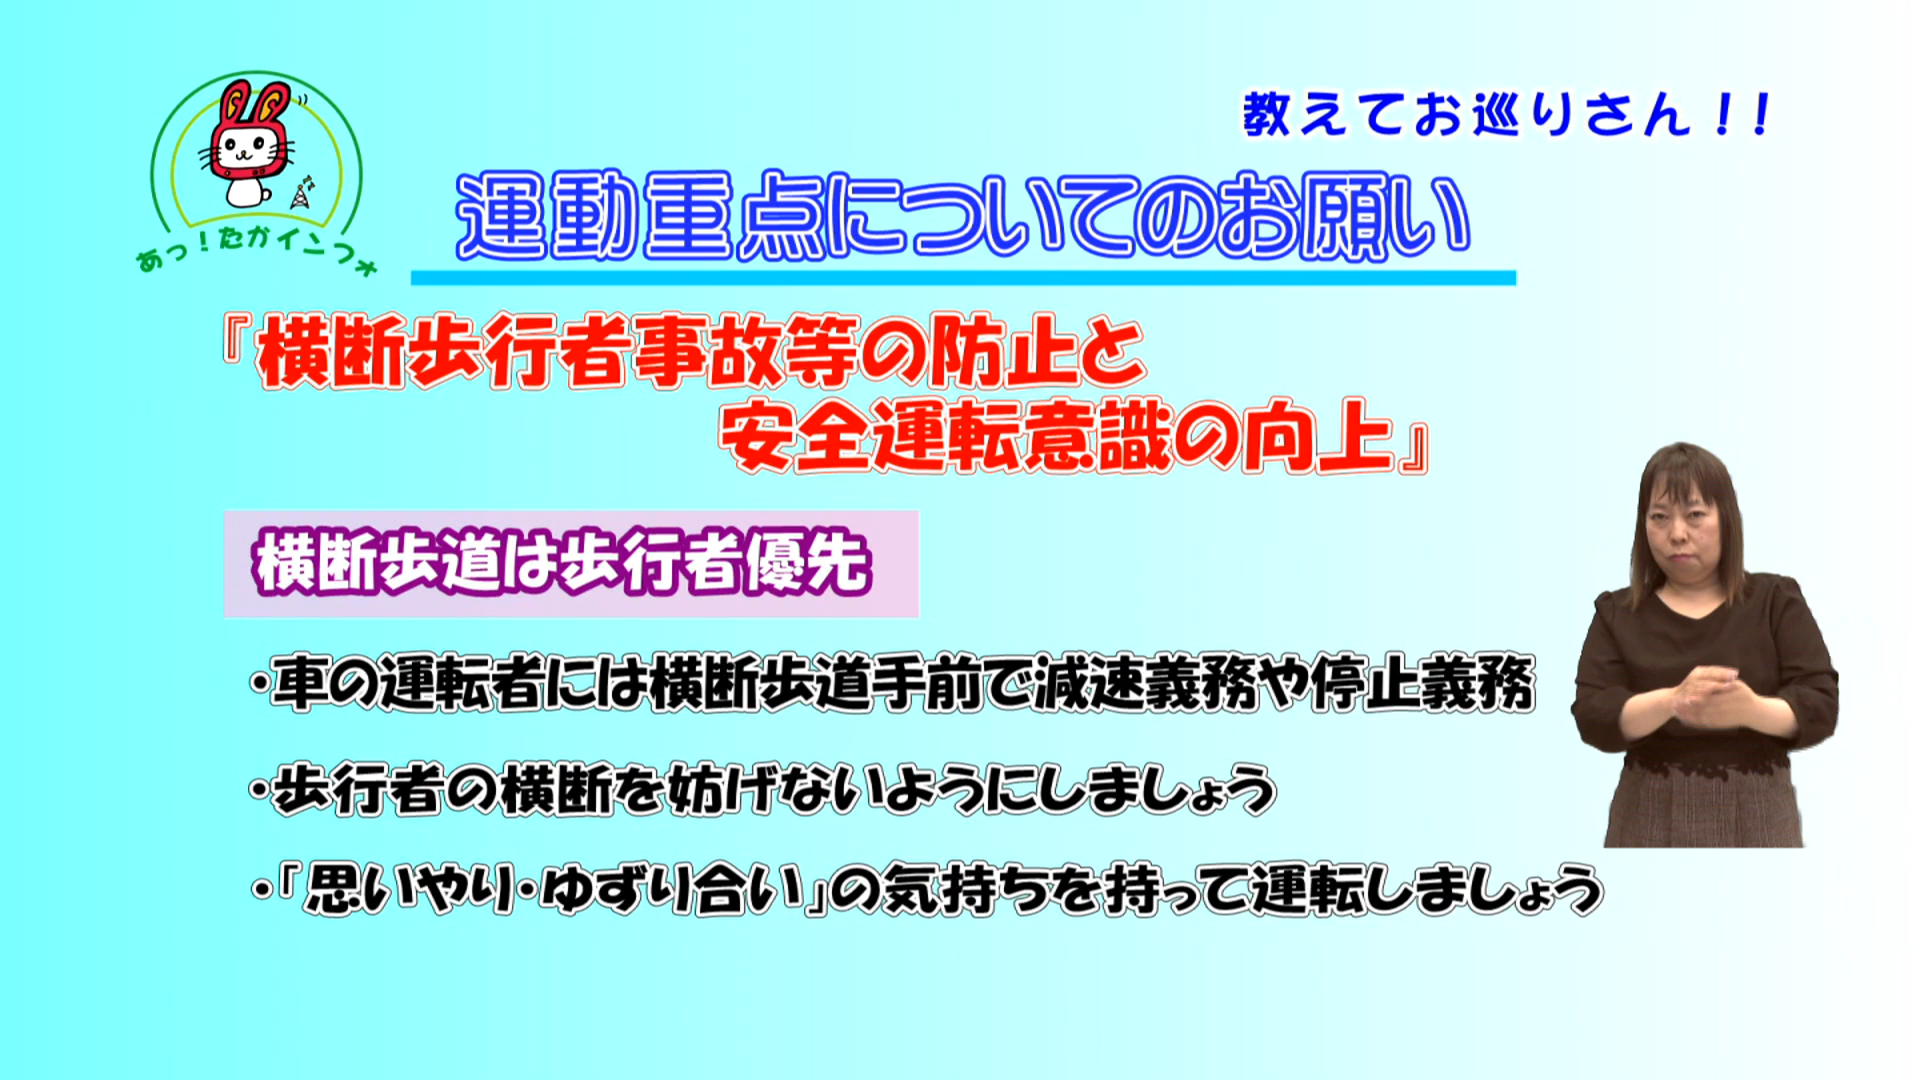 教えてお巡りさん！！
あっ！たかインフォ
運動重点についてのお願い
『横断歩行者事故等の防止と
安全運転意識の向上』
横断歩道は歩行者優先
・車の運転者には横断歩道手前で減速義務や停止義務
・歩行者の横断を妨げないようにしましょう
・「思いやり・ゆずり合い」の気持ちを持って運転しましょう